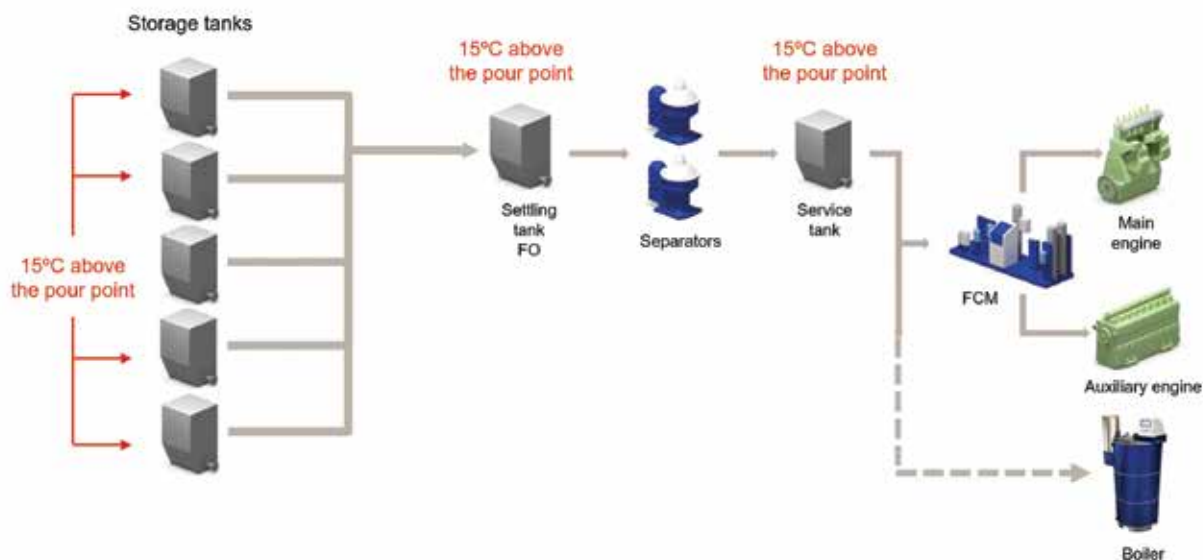 Storage tanks
15ºC above
the pour point
15ºC above
the pour point
15ºC above
the pour point
Settling
tank
FO
Separators
Service
tank
FCM
Main
engine
Auxiliary engine
Boiler